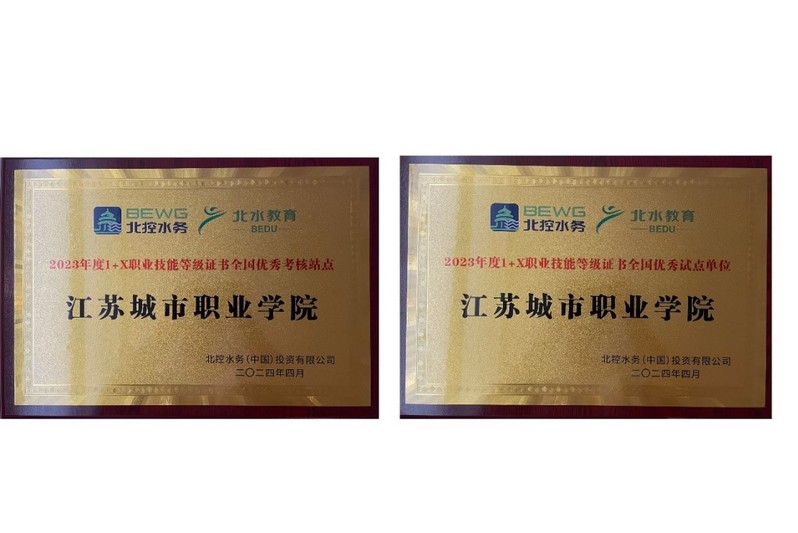 BEWG
北控水务
北水教育
BEDU
2023年度1+X职业技能等级证书全国优秀考核站点
江苏城市职业学院
北控水务(中国)投资有限公司
二〇二四年四月
BEWG
北控水务
北水教育
BEDU
2023年度1+X职业技能等级证书全国优秀试点单位
江苏城市职业学院
北控水务(中国)投资有限公司
二〇二四年四月